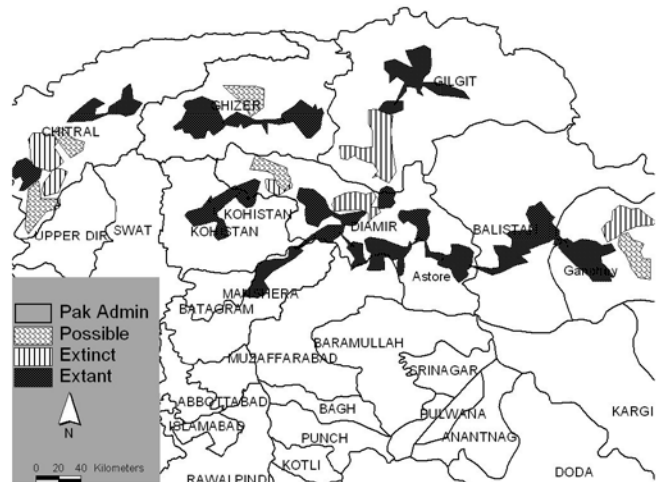 GILGIT
GHIZER
CHITRAL
KOHISTAN
UPPER DIR
SWAT
KOHISTAN
DIAMIR
BALISTAN
Astore
MANSHERA
BATAGRAM
BARAMULLAH
MUZAFFARABAD
SRINAGAR
ABBOTTABAD
BAGH
PULWANA
KARGI
ISLAMABAD
PUNCH
ANANTNAG
KOTLI
DODA
RAWALPINDI
Pak Admin
Possible
Extinct
Extant
N
0 20 40 Kilometers